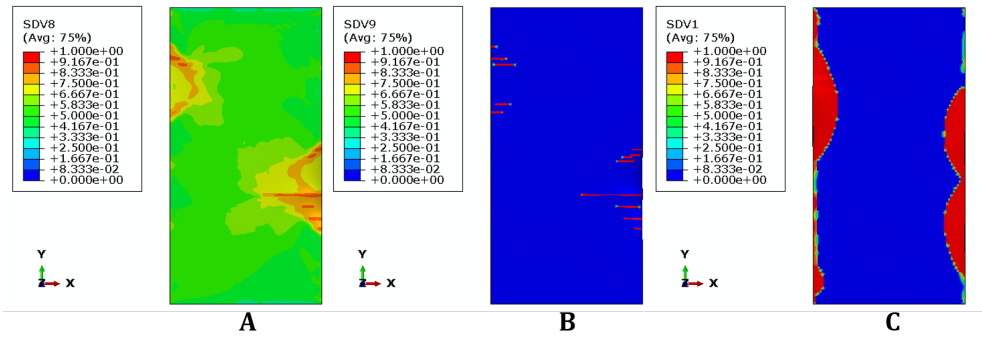 SDV8
(Avg: 75%)
+1.000e+00
+9.167e-01
+8.333e-01
+7.500e-01
+6.667e-01
+5.833e-01
+5.000e-01
+4.167e-01
+3.333e-01
+2.500e-01
+1.667e-01
+8.333e-02
+0.000e+00
Y
Z
X
A
SDV9
(Avg: 75%)
+1.000e+00
+9.167e-01
+8.333e-01
+7.500e-01
+6.667e-01
+5.833e-01
+5.000e-01
+4.167e-01
+3.333e-01
+2.500e-01
+1.667e-01
+8.333e-02
+0.000e+00
Y
Z
X
B
SDV1
(Avg: 75%)
+1.000e+00
+9.167e-01
+8.333e-01
+7.500e-01
+6.667e-01
+5.833e-01
+5.000e-01
+4.167e-01
+3.333e-01
+2.500e-01
+1.667e-01
+8.333e-02
+0.000e+00
Y
Z
X
C